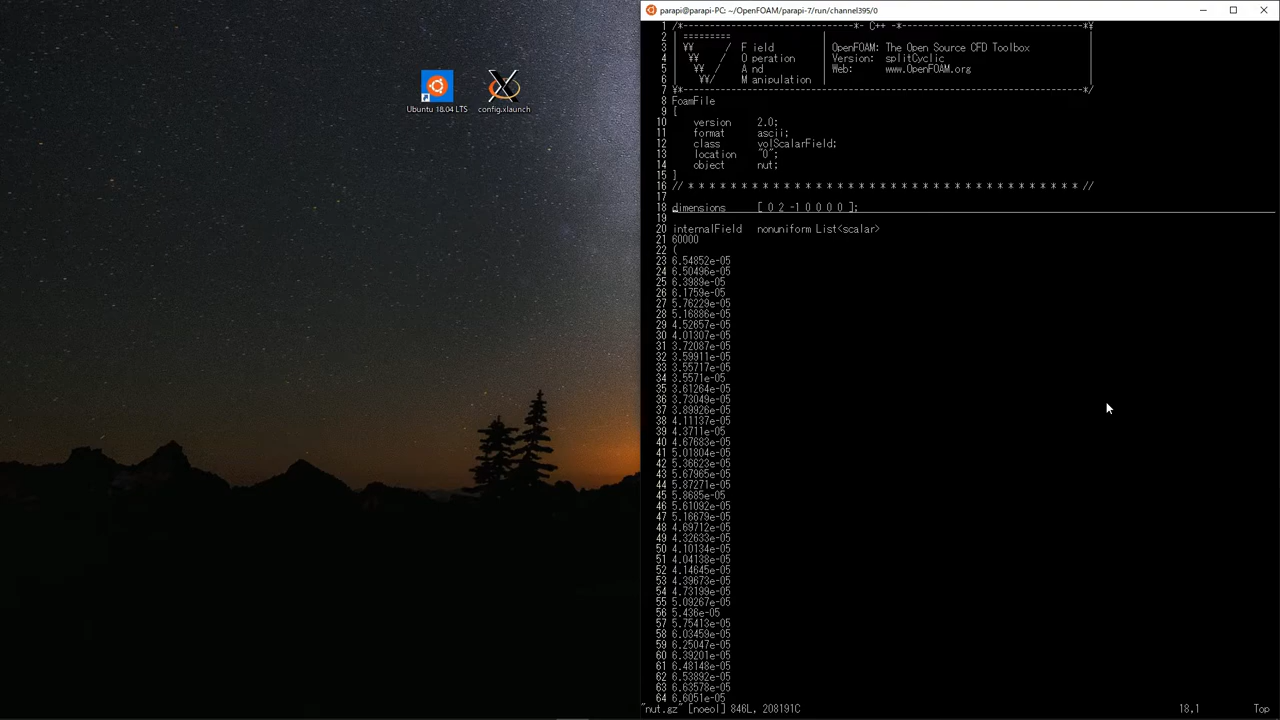 Ubuntu 18.04 LTS
config.xlaunch
parapi@parapi-PC: ~/OpenFOAM/parapi-7/run/channel395/0
1 /*--------------------------------*- C++ -*----------------------------------*¥
2   =========                 |
3   ¥¥      /  F ield         | OpenFOAM: The Open Source CFD Toolbox
4    ¥¥    /   O peration     | Version:  splitCyclic
5     ¥¥  /    A nd           | Web:      www.OpenFOAM.org
6      ¥¥/     M anipulation  |
7 ¥*---------------------------------------------------------------------------*/
8 FoamFile
9 [
10     version     2.0;
11     format      ascii;
12     class       volScalarField;
13     location    "0";
14     object      nut;
15 ]
16 // * * * * * * * * * * * * * * * * * * * * * * * * * * * * * * * * * * * * * //
17
18 dimensions      [ 0 2 -1 0 0 0 0 ];
19
20 internalField   nonuniform List<scalar>
21 60000
22 (
23 6.54852e-05
24 6.50496e-05
25 6.3989e-05
26 6.1759e-05
27 5.76229e-05
28 5.16886e-05
29 4.52657e-05
30 4.01307e-05
31 3.72087e-05
32 3.59911e-05
33 3.55717e-05
34 3.5571e-05
35 3.61264e-05
36 3.73049e-05
37 3.89926e-05
38 4.11137e-05
39 4.3711e-05
40 4.67683e-05
41 5.01804e-05
42 5.36623e-05
43 5.67965e-05
44 5.87271e-05
45 5.8685e-05
46 5.61092e-05
47 5.16679e-05
48 4.69712e-05
49 4.32633e-05
50 4.10134e-05
51 4.04138e-05
52 4.14645e-05
53 4.39673e-05
54 4.73199e-05
55 5.09267e-05
56 5.436e-05
57 5.75413e-05
58 6.03459e-05
59 6.25047e-05
60 6.39201e-05
61 6.48148e-05
62 6.53892e-05
63 6.63578e-05
64 6.6051e-05
"nut.gz" [noeol] 846L, 208191C
18,1
Top